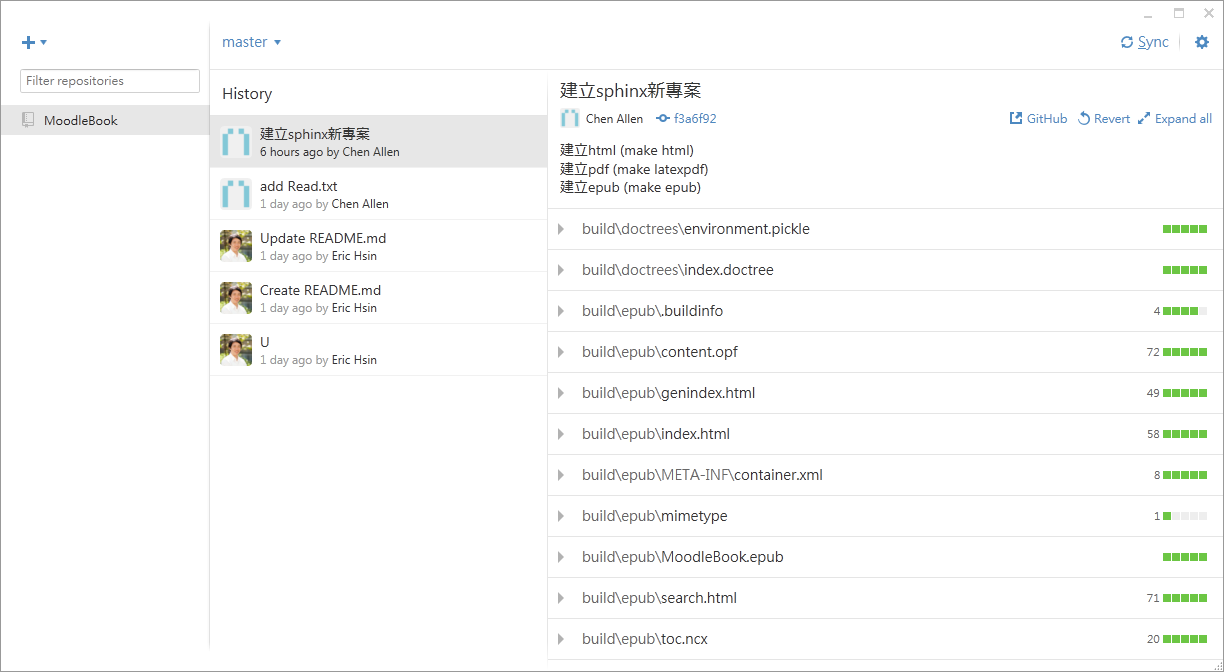 master
Sync
Filter repositories
MoodleBook
History
建立sphinx新專案
6 hours ago by Chen Allen
add Read.txt
1 day ago by Chen Allen
Update README.md
1 day ago by Eric Hsin
Create README.md
1 day ago by Eric Hsin
U
1 day ago by Eric Hsin
建立sphinx新專案
Chen Allen f3a6f92
GitHub Revert Expand all
建立html (make html)
建立pdf (make latexpdf)
建立epub (make epub)
build\doctrees\environment.pickle
build\doctrees\index.doctree
build\epub\.buildinfo 4
build\epub\content.opf 72
build\epub\genindex.html 49
build\epub\index.html 58
build\epub\META-INF\container.xml 8
build\epub\mimetype 1
build\epub\MoodleBook.epub
build\epub\search.html 71
build\epub\toc.ncx 20